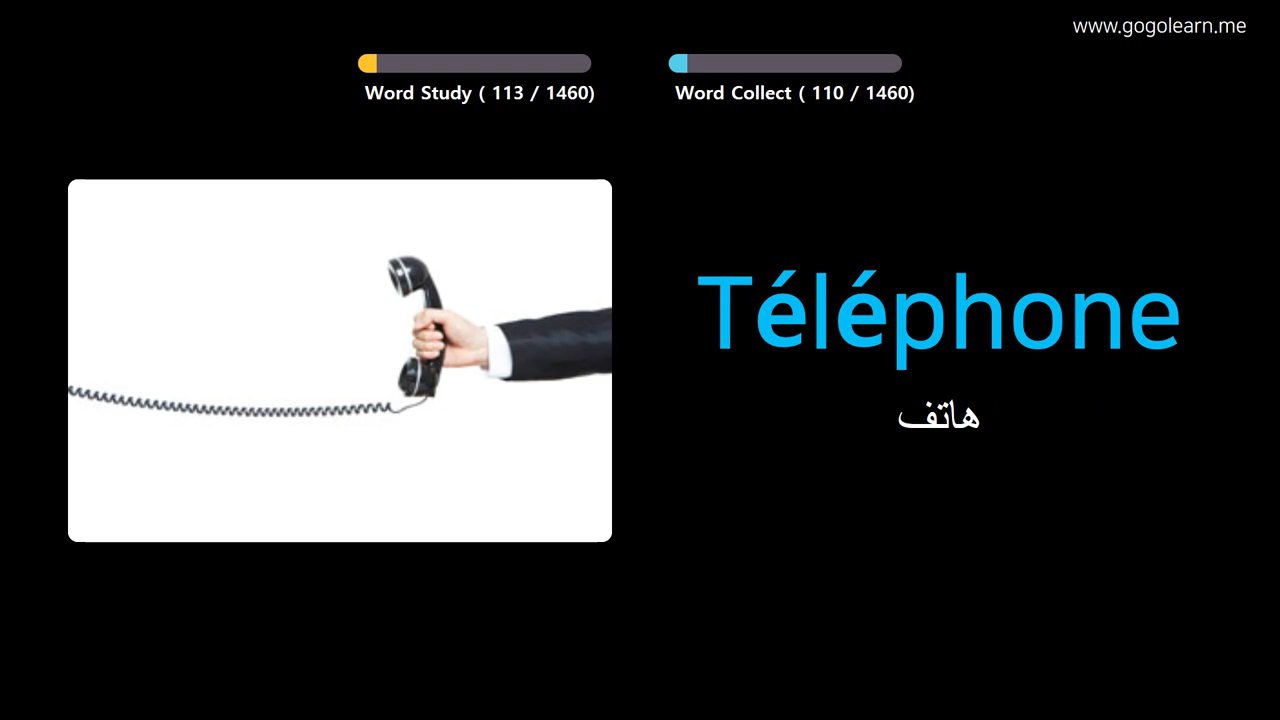 www.gogolearn.me
Word Study ( 113 / 1460)
Word Collect ( 110 / 1460)
Téléphone
هاتف